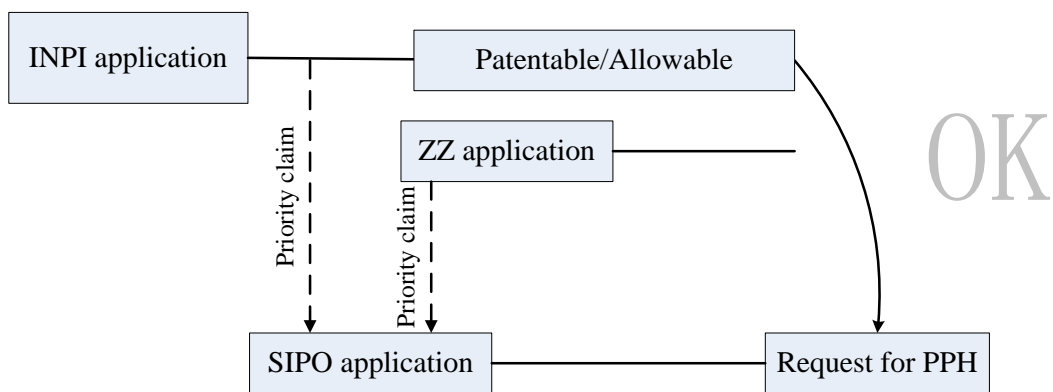 INPI application
Patentable/Allowable
Priority claim
ZZ application
OK
Priority claim
SIPO application
Request for PPH